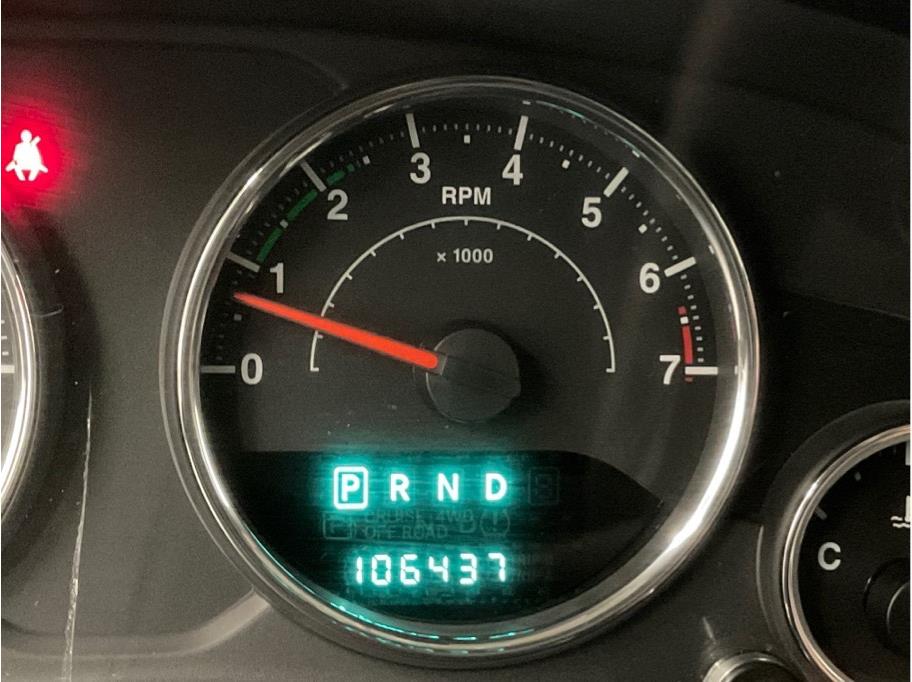 0 1 2 3 4 5 6 7
RPM
× 1000
P R N D
CRUISE 4WD
OFF ROAD
106437
C